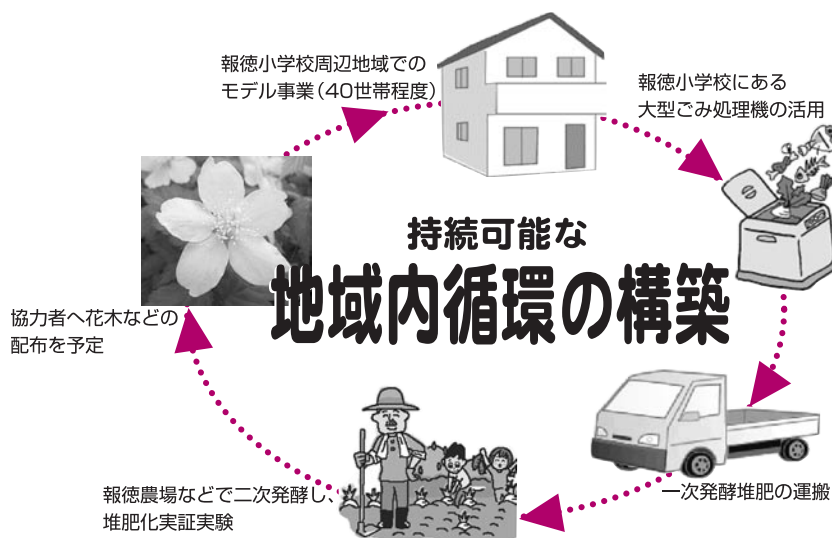 報徳小学校周辺地域での
モデル事業（40世帯程度）
報徳小学校にある
大型ごみ処理機の活用
持続可能な
地域内循環の構築
協力者へ花木などの
配布を予定
一次発酵堆肥の運搬
報徳農場などで二次発酵し、
堆肥化実証実験